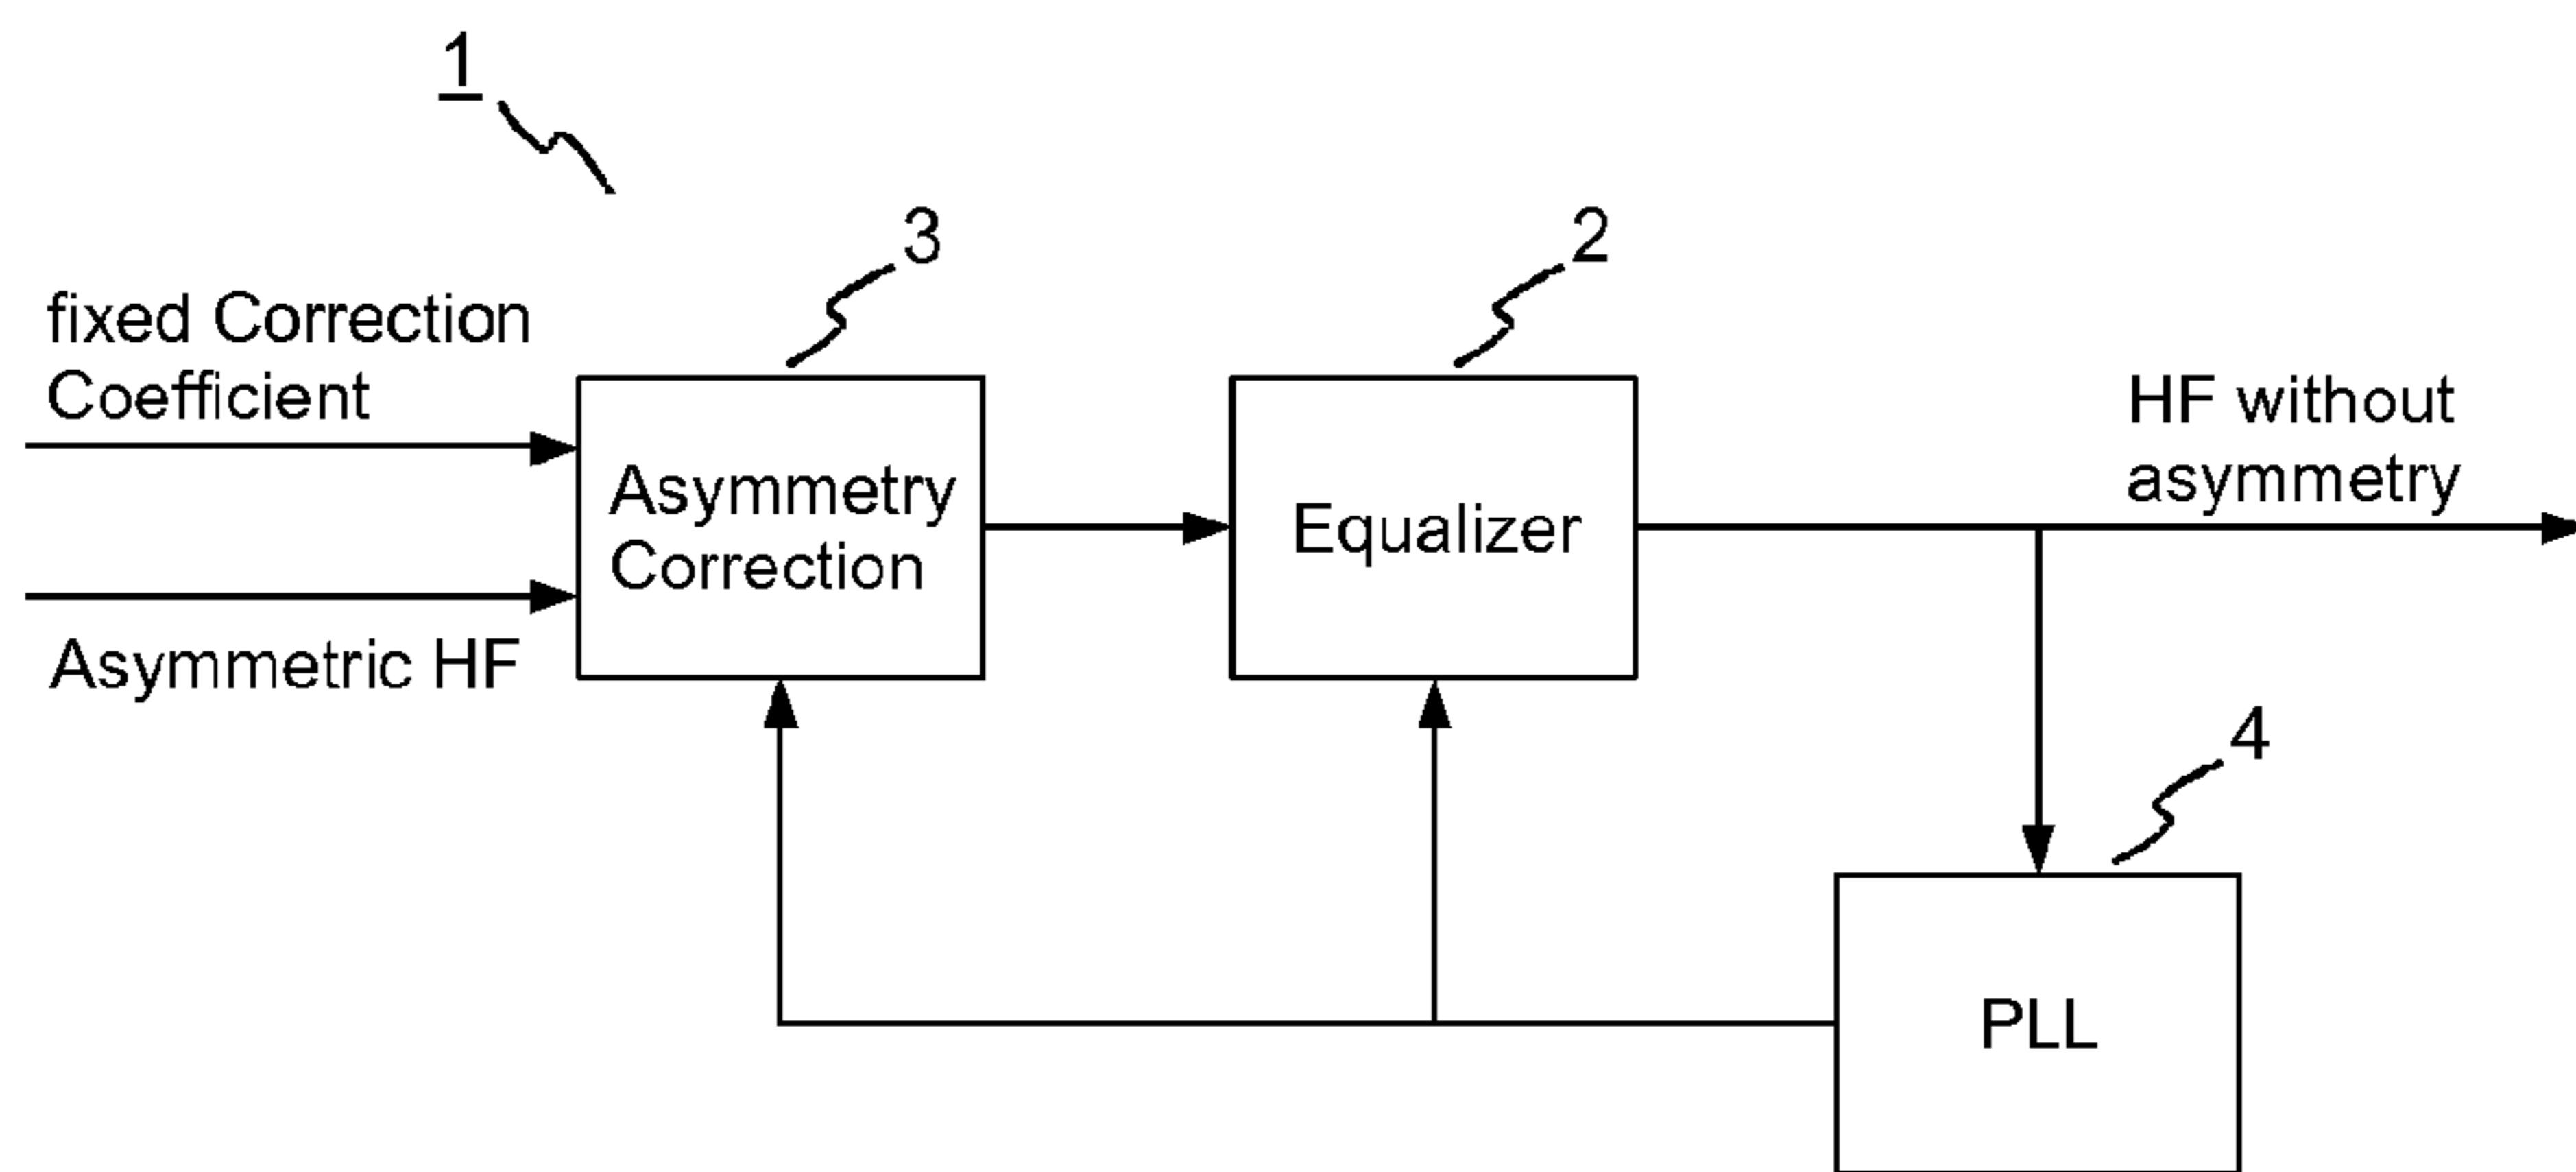 1
3
2
fixed Correction
Coefficient
HF without
asymmetry
Asymmetry
Correction
Equalizer
Asymmetric HF
4
PLL